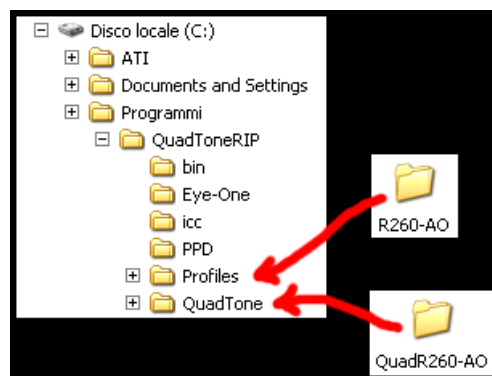 Disco locale (C:)
ATI
Documents and Settings
Programmi
QuadToneRIP
bin
Eye-One
icc
PPD
Profiles
QuadTone
R260-AO
QuadR260-AO